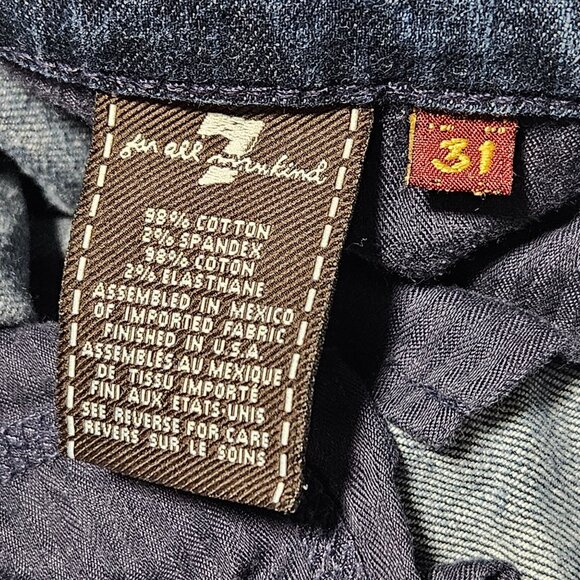 7
for all mankind
31
98% COTTON
2% SPANDEX
98% COTON
2% ELASTHANE
ASSEMBLED IN MEXICO
OF IMPORTED FABRIC
FINISHED IN U.S.A
ASSEMBLES AU MEXIQUE
DE TISSU IMPORTÉ
FINI AUX ETATS-UNIS
SEE REVERSE FOR CARE
REVERS SUR LE SOINS